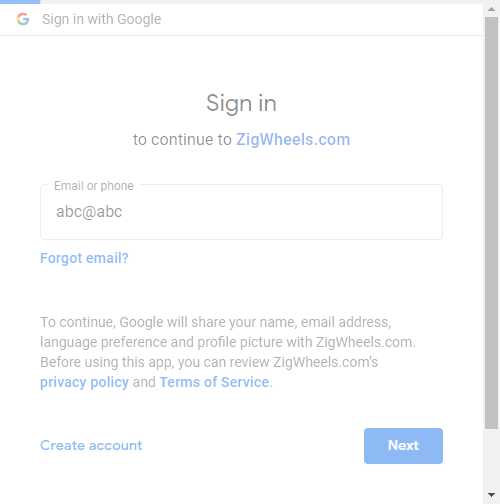 Sign in with Google
Sign in
to continue to ZigWheels.com
Email or phone
abc@abc
Forgot email?
To continue, Google will share your name, email address,
language preference and profile picture with ZigWheels.com.
Before using this app, you can review ZigWheels.com's
privacy policy and Terms of Service.
Create account
Next